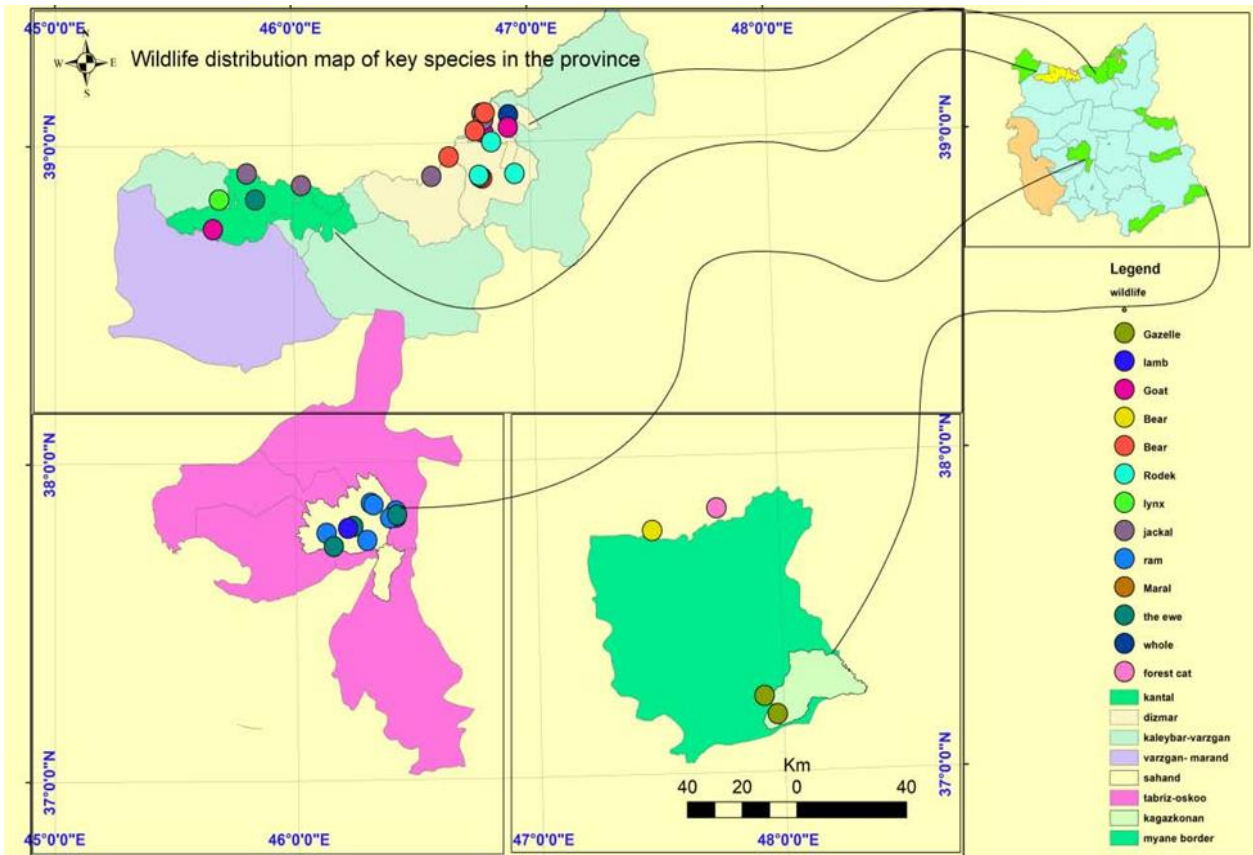 45°0'0"E 46°0'0"E 47°0'0"E 48°0'0"E
N
W E
S
Wildlife distribution map of key species in the province
39°0'0"N 39°0'0"N
38°0'0"N 38°0'0"N
37°0'0"N 37°0'0"N
Km
40 20 0 40
45°0'0"E 46°0'0"E 47°0'0"E 48°0'0"E
Legend
wildlife
Gazelle
lamb
Goat
Bear
Bear
Rodek
lynx
jackal
ram
Maral
the ewe
whole
forest cat
kantal
dizmar
kaleybar-varzgan
varzgan- marand
sahand
tabriz-oskoo
kagazkonan
myane border